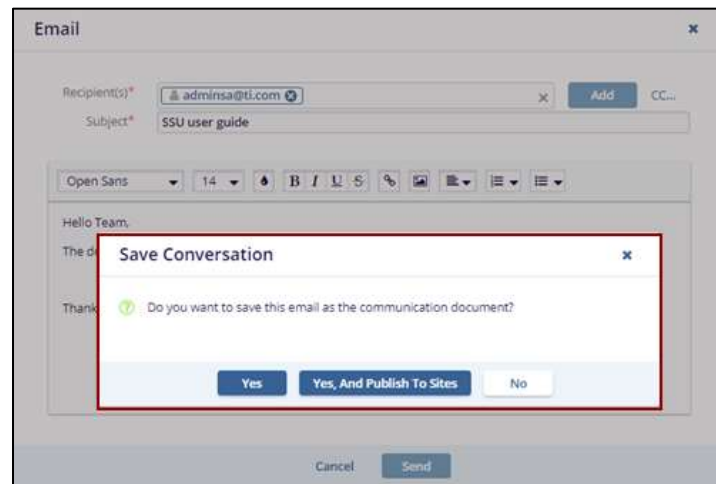 Email
Recipient(s)* adminsa@ti.com Add CC...
Subject* SSU user guide
Open Sans 14 B I U S
Hello Team,
The
Save Conversation
Thank
Do you want to save this email as the communication document?
Yes Yes, And Publish To Sites No
Cancel Send